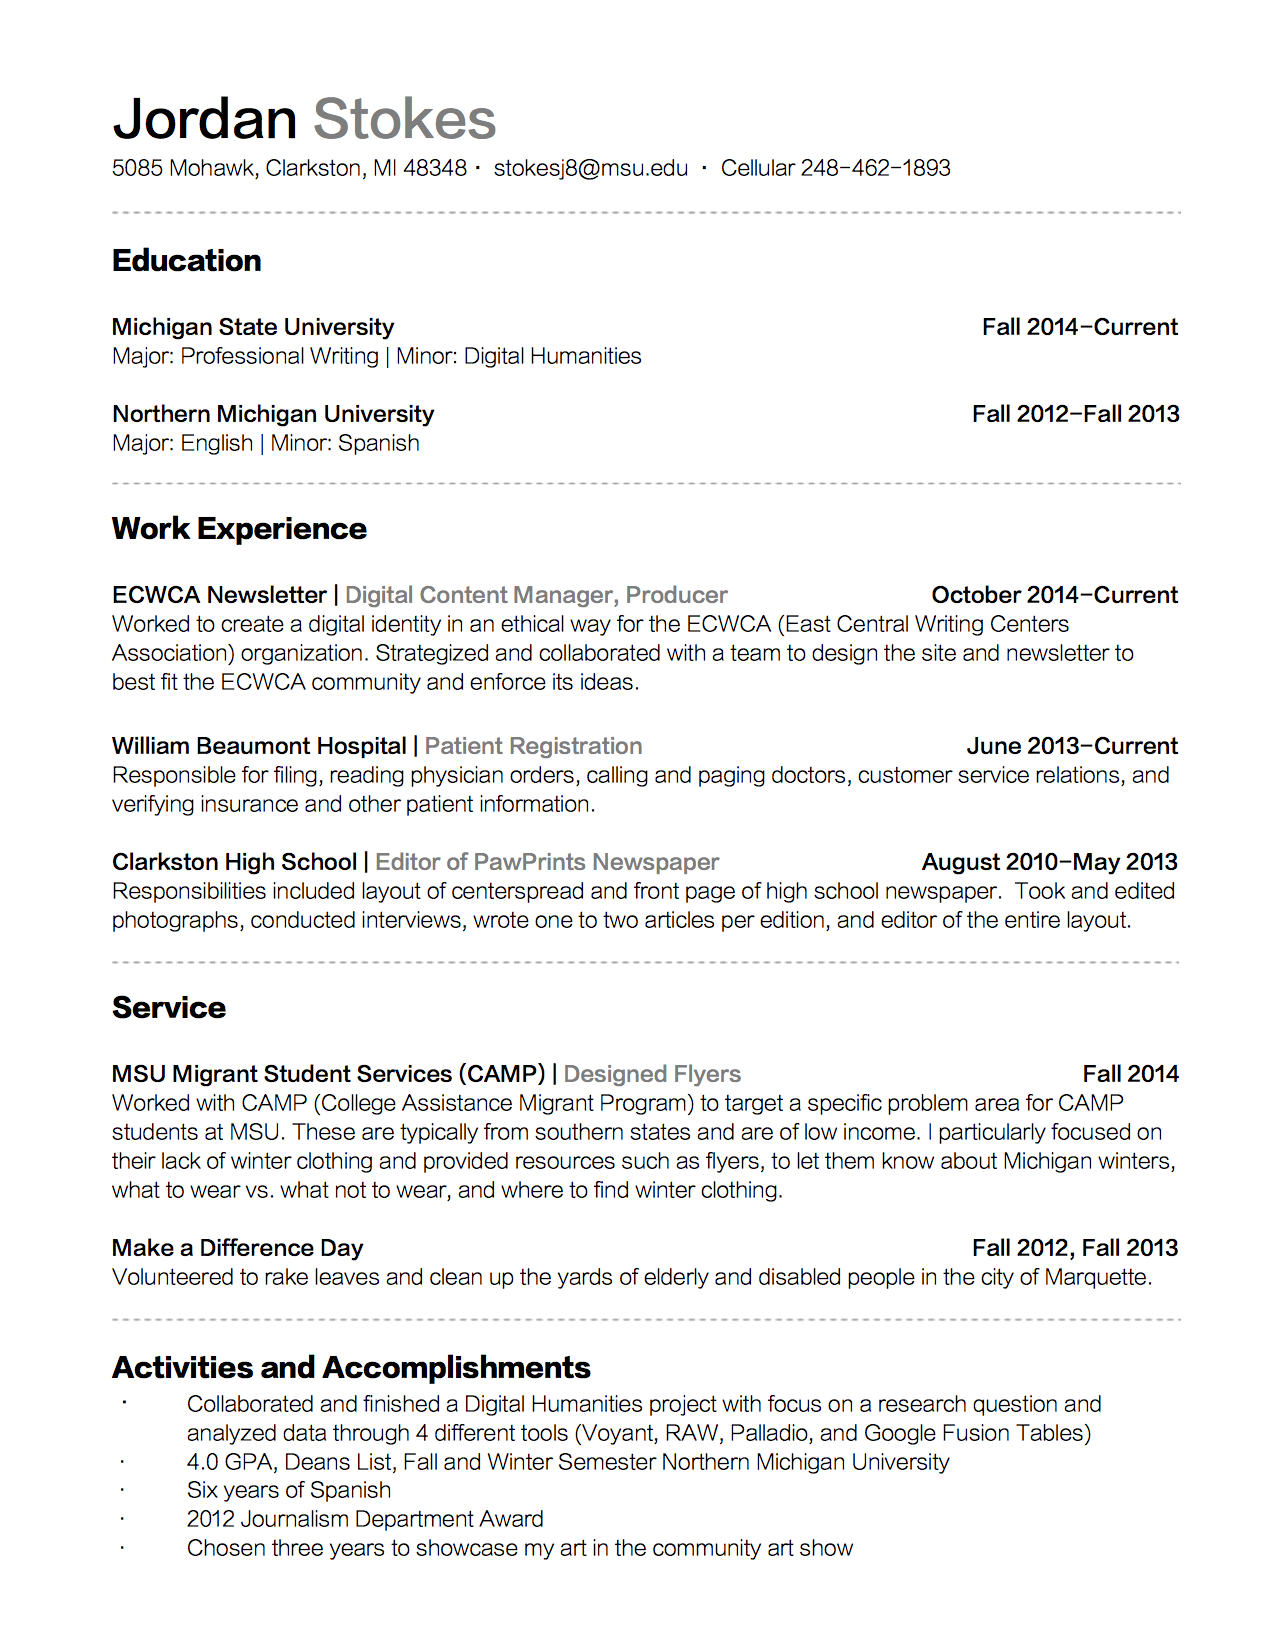 Jordan Stokes
5085 Mohawk, Clarkston, MI 48348 · stokesj8@msu.edu · Cellular 248-462-1893
Education
Michigan State University Fall 2014-Current
Major: Professional Writing | Minor: Digital Humanities
Northern Michigan University Fall 2012-Fall 2013
Major: English | Minor: Spanish
Work Experience
ECWCA Newsletter | Digital Content Manager, Producer October 2014-Current
Worked to create a digital identity in an ethical way for the ECWCA (East Central Writing Centers
Association) organization. Strategized and collaborated with a team to design the site and newsletter to
best fit the ECWCA community and enforce its ideas.
William Beaumont Hospital | Patient Registration June 2013-Current
Responsible for filing, reading physician orders, calling and paging doctors, customer service relations, and
verifying insurance and other patient information.
Clarkston High School | Editor of PawPrints Newspaper August 2010-May 2013
Responsibilities included layout of centerspread and front page of high school newspaper. Took and edited
photographs, conducted interviews, wrote one to two articles per edition, and editor of the entire layout.
Service
MSU Migrant Student Services (CAMP) | Designed Flyers Fall 2014
Worked with CAMP (College Assistance Migrant Program) to target a specific problem area for CAMP
students at MSU. These are typically from southern states and are of low income. I particularly focused on
their lack of winter clothing and provided resources such as flyers, to let them know about Michigan winters,
what to wear vs. what not to wear, and where to find winter clothing.
Make a Difference Day Fall 2012, Fall 2013
Volunteered to rake leaves and clean up the yards of elderly and disabled people in the city of Marquette.
Activities and Accomplishments
· Collaborated and finished a Digital Humanities project with focus on a research question and
analyzed data through 4 different tools (Voyant, RAW, Palladio, and Google Fusion Tables)
· 4.0 GPA, Deans List, Fall and Winter Semester Northern Michigan University
· Six years of Spanish
· 2012 Journalism Department Award
· Chosen three years to showcase my art in the community art show